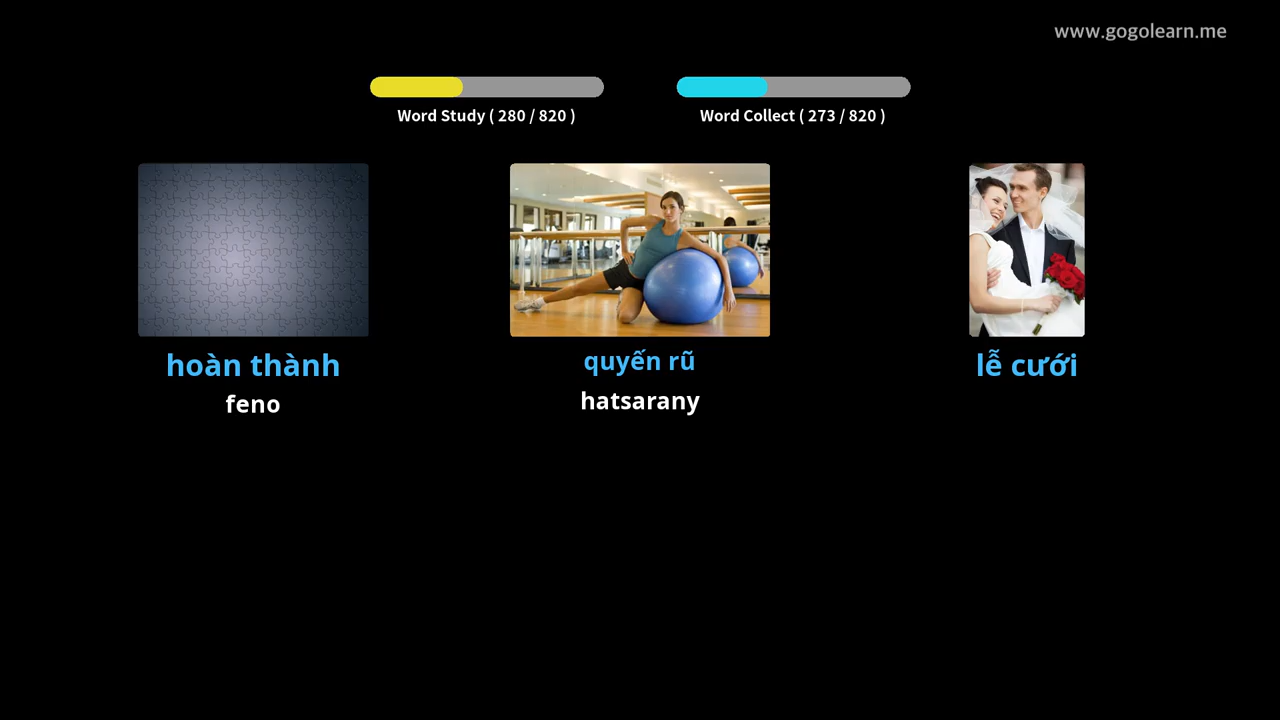 www.gogolearn.me
Word Study ( 280 / 820 )
Word Collect ( 273 / 820 )
hoàn thành
feno
quyến rũ
hatsarany
lễ cưới